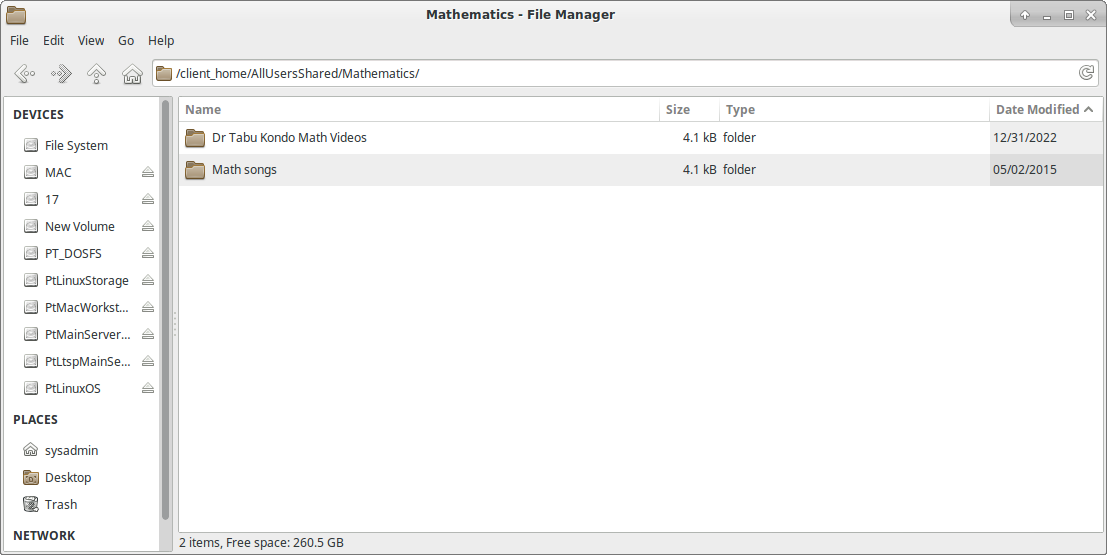 Mathematics - File Manager
File Edit View Go Help
/client_home/AllUsersShared/Mathematics/
DEVICES
File System
MAC
17
New Volume
PT_DOSFS
PtLinuxStorage
PtMacWorkst...
PtMainServer...
PtLtspMainSe...
PtLinuxOS
PLACES
sysadmin
Desktop
Trash
NETWORK
Name Size Type Date Modified
Dr Tabu Kondo Math Videos 4.1 kB folder 12/31/2022
Math songs 4.1 kB folder 05/02/2015
2 items, Free space: 260.5 GB